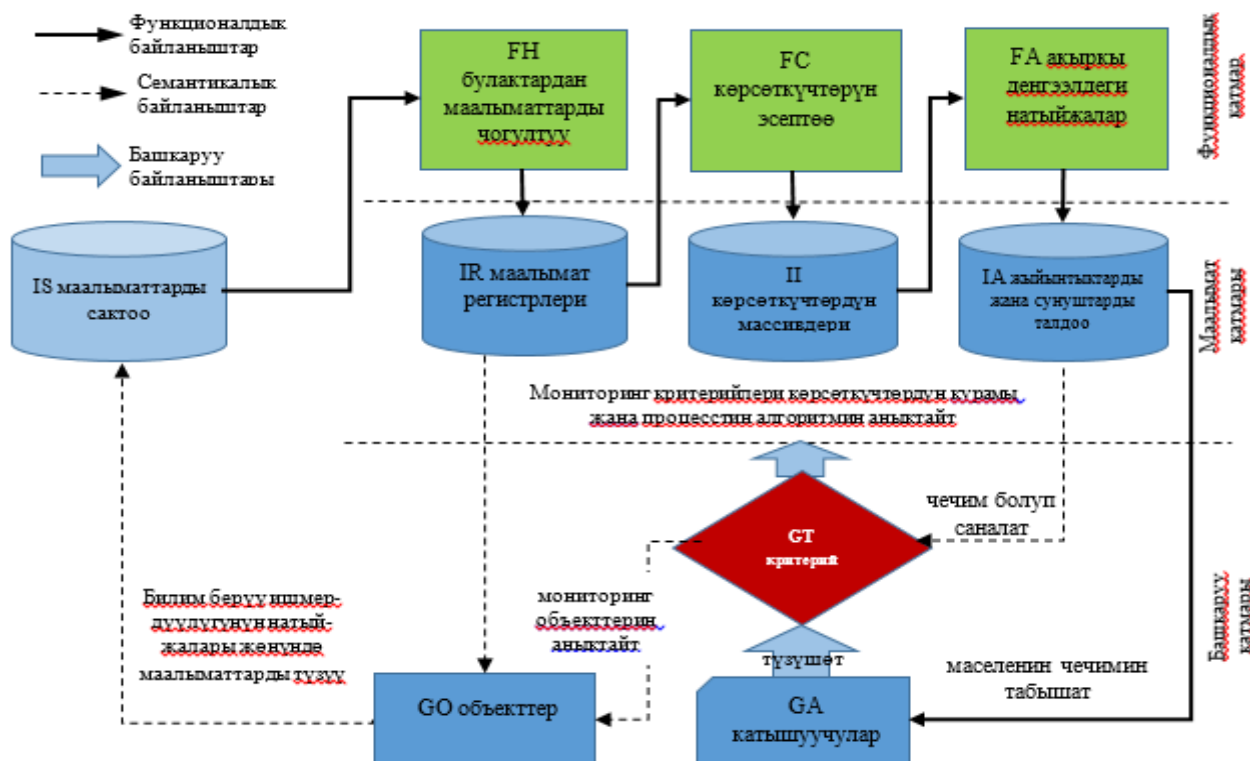 Функционалдык
байланыштар
Семантикалык
байланыштар
Башкаруу
байланыштары
FH
булактардан
маалыматтарды
чогултуу
FC
көрсөткүчтөрүн
эсептөө
FA акыркы
денгээлдеги
натыйжалар
Функционалдык
катмар
IS маалыматтарды
сактоо
IR маалымат
регистрлери
II
көрсөткүчтөрдүн
массивдери
IA жыйынтыктарды
жана сунуштарды
талдоо
Маалымат
катмары
Мониторинг критерийлери көрсөткүчтөрдүн курамы
жана процесстин алгоритмин аныктайт
GT
критерий
чечим болуп
саналат
Билим берүү ишмер-
дүүлүгүнүн натый-
жалары жөнүндө
маалыматтарды түзүү
мониторинг
объекттерин
аныктайт
түзүшөт
маселенин чечимин
табышат
Башкаруу
катмары
GO объекттер
GA
катышуучулар